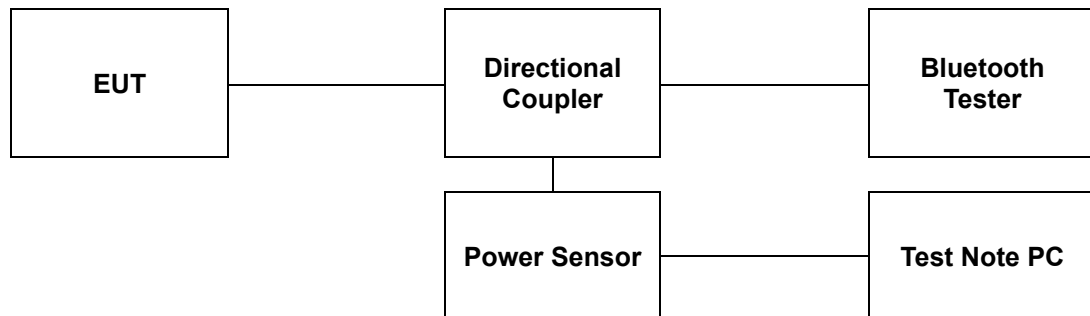 EUT
Directional
Coupler
Bluetooth
Tester
Power Sensor
Test Note PC